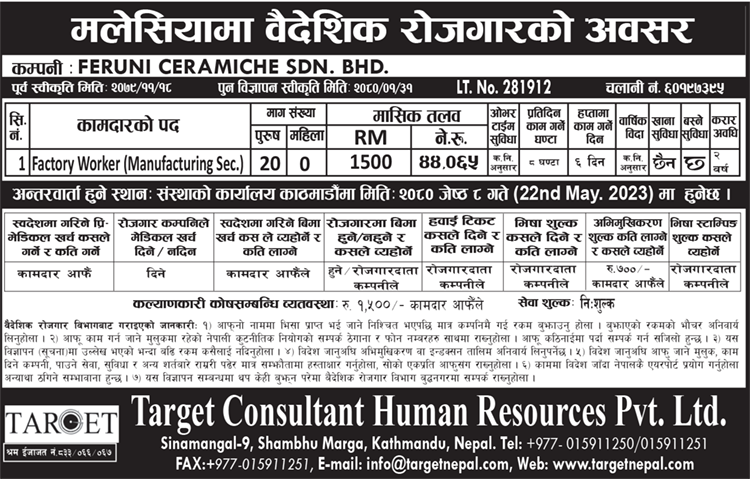 मलेसियामा वैदेशिक रोजगारको अवसर
कम्पनी : FERUNI CERAMICHE SDN. BHD.
पूर्व स्वीकृति मितिः २०७९/११/१८ पुन विज्ञापन स्वीकृति मितिः २०८०/०१/३१ LT. No. 281912 चलानी नं. ६०१९७३९५
सि. नं. कामदारको पद माग संख्या पुरुष महिला मासिक तलव RM ने.रु. ओभर टाईम सुविधा प्रतिदिन काम गर्ने घण्टा हप्तामा काम गर्ने दिन वार्षिक विदा खाना सुविधा बस्ने सुविधा करार अवधि
1 Factory Worker (Manufacturing Sec.) 20 0 1500 ४४,०६५ क.नि. अनुसार ८ घण्टा ६ दिन क.नि. अनुसार छैन छ २ वर्ष
अन्तरवार्ता हुने स्थानः संस्थाको कार्यालय काठमाडौंमा मितिः २०८० जेष्ठ ८ गते (22nd May. 2023) मा हुनेछ ।
स्वदेशमा गरिने प्रि-मेडिकल खर्च कसले गर्ने र कति गर्ने रोजगार कम्पनिले मेडिकल खर्च दिने / नदिने स्वदेशमा गरिने बिमा खर्च कस ले व्यहोर्ने र कति लाग्ने रोजगारमा बिमा हुने/नहुने र कसले व्यहोर्ने हवाई टिकट कसले दिने र कति लाग्ने भिषा शुल्क कसले दिने र कति लाग्ने अभिमुखिकरण शुल्क कति लाग्ने र कसले व्यहोर्ने भिषा स्टाम्पिङ शुल्क कसले व्यहोर्ने
कामदार आफैँ दिने कामदार आफैँले हुने/ रोजगारदाता कम्पनीले रोजगारदाता कम्पनीले रोजगारदाता कम्पनीले रु.७००/- कामदार आफैँले रोजगारदाता कम्पनीले
कल्याणकारी कोषसम्बन्धि व्यवस्थाः रु. १,५००/- कामदार आफैँले सेवा शुल्कः नि:शुल्क
वैदेशिक रोजगार विभागबाट गराइएको जानकारी: १) आफ्नो नाममा भिसा प्राप्त भई जाने निश्चित भएपछि मात्र कम्पनिमै गई रकम बुझाउनु होला । बुझाएको रकमको भौचर अनिवार्य
लिनुहोला । २) आफू काम गर्न जाने मुलुकमा रहेको नेपाली कुटनीतिक नियोगको सम्पर्क ठेगाना र फोन नम्बरहरु साथमा राख्नुहोला । आफू कठिनाईमा पर्दा सम्पर्क गर्न सजिलो हुन्छ । ३) यस
विज्ञापन (सूचना)मा उल्लेख भएको भन्दा बढि रकम कसैलाई नदिनुहोला । ४) विदेश जानुअघि अभिमुखिकरण वा इन्डक्सन तालिम अनिवार्य लिनुपर्नेछ । ५) विदेश जानुअघि आफू जाने मुलुक, काम
दिने कम्पनी, पाउने सेवा, सुविधा र अन्य शर्तबारे राम्ररी पढेर मात्र सम्झौतामा हस्ताक्षर गर्नुहोला, सोको एकप्रति आफूसग राख्नुहोला । ६) काममा विदेश जाँदा नेपालकै एयरपोर्ट प्रयोग गर्नुहोला
अन्यथा ठगिने सम्भावना हुन्छ । ७) यस विज्ञापन सम्बन्धमा थप केही बुझ्न परेमा वैदेशिक रोजगार विभाग बुद्धनगरमा सम्पर्क राख्नुहोला ।
TARGET
श्रम ईजाजत नं.८३३/०६६/०६७
Target Consultant Human Resources Pvt. Ltd.
Sinamangal-9, Shambhu Marga, Kathmandu, Nepal. Tel: +977- 015911250/015911251
FAX:+977-015911251, E-mail: info@targetnepal.com, Web: www.targetnepal.com